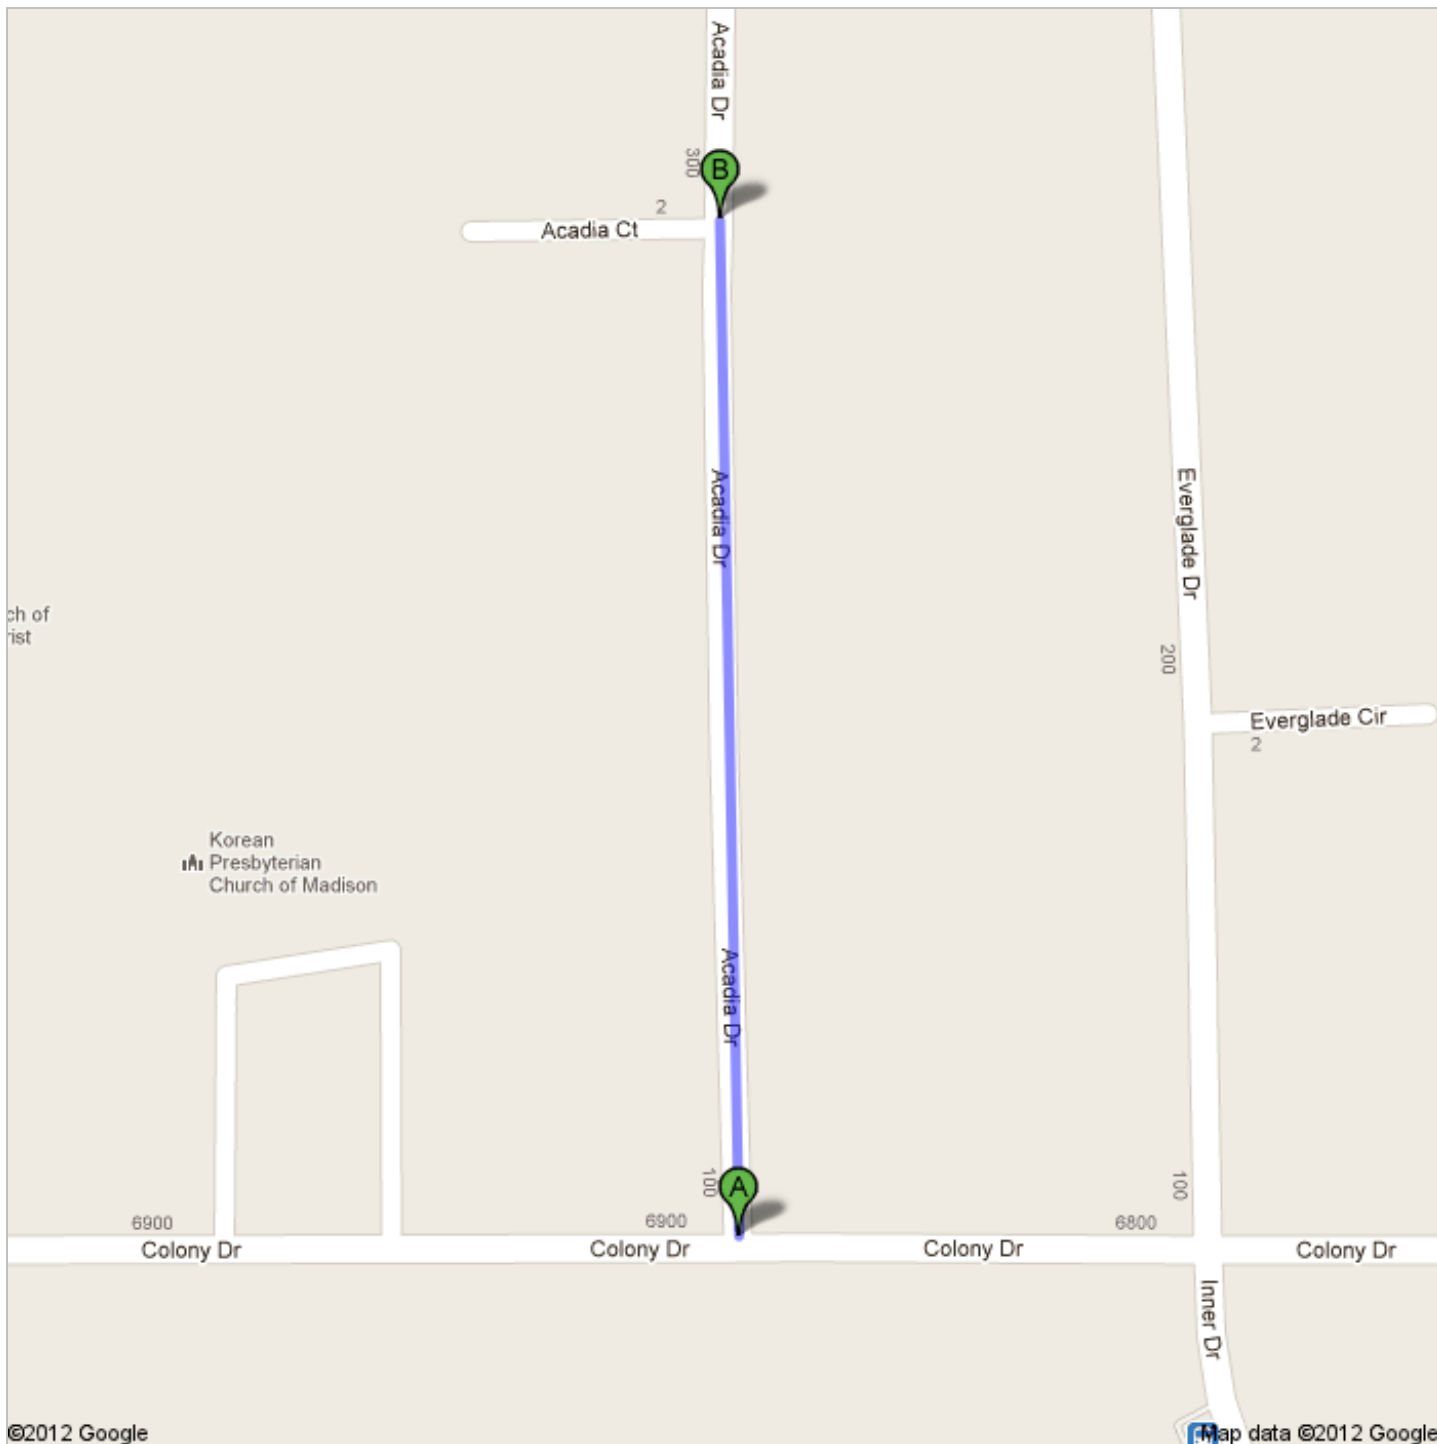 Acadia Dr
300
B
2
Acadia Ct
Acadia Dr
Everglade Dr
ch of
rist
200
Everglade Cir
2
Korean
Presbyterian
Church of Madison
Acadia Dr
100
A
100
6900
6900
6800
Colony Dr
Colony Dr
Colony Dr
Colony Dr
Inner Dr
©2012 Google
Map data ©2012 Google